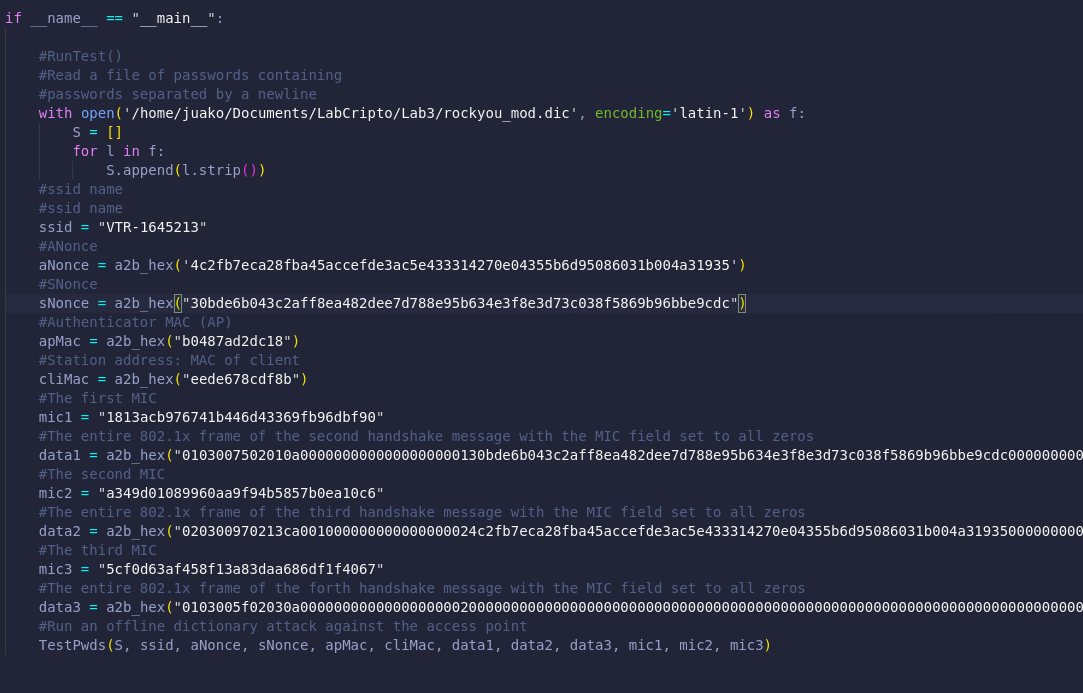 if __name__ == "__main__":
#RunTest()
#Read a file of passwords containing
#passwords separated by a newline
with open('/home/juako/Documents/LabCripto/Lab3/rockyou_mod.dic', encoding='latin-1') as f:
S = []
for l in f:
S.append(l.strip())
#ssid name
#ssid name
ssid = "VTR-1645213"
#ANonce
aNonce = a2b_hex('4c2fb7eca28fba45accefde3ac5e433314270e04355b6d95086031b004a31935')
#SNonce
sNonce = a2b_hex("30bde6b043c2aff8ea482dee7d788e95b634e3f8e3d73c038f5869b96bbe9cdc")
#Authenticator MAC (AP)
apMac = a2b_hex("b0487ad2dc18")
#Station address: MAC of client
cliMac = a2b_hex("eede678cdf8b")
#The first MIC
mic1 = "1813acb976741b446d43369fb96dbf90"
#The entire 802.1x frame of the second handshake message with the MIC field set to all zeros
data1 = a2b_hex("0103007502010a0000000000000000000130bde6b043c2aff8ea482dee7d788e95b634e3f8e3d73c038f5869b96bbe9cdc000000000
#The second MIC
mic2 = "a349d01089960aa9f94b5857b0ea10c6"
#The entire 802.1x frame of the third handshake message with the MIC field set to all zeros
data2 = a2b_hex("020300970213ca00100000000000000000024c2fb7eca28fba45accefde3ac5e433314270e04355b6d95086031b004a319350000000000
#The third MIC
mic3 = "5cf0d63af458f13a83daa686df1f4067"
#The entire 802.1x frame of the forth handshake message with the MIC field set to all zeros
data3 = a2b_hex("0103005f02030a000000000000000000020000000000000000000000000000000000000000000000000000000000000000000000000
#Run an offline dictionary attack against the access point
TestPwds(S, ssid, aNonce, sNonce, apMac, cliMac, data1, data2, data3, mic1, mic2, mic3)